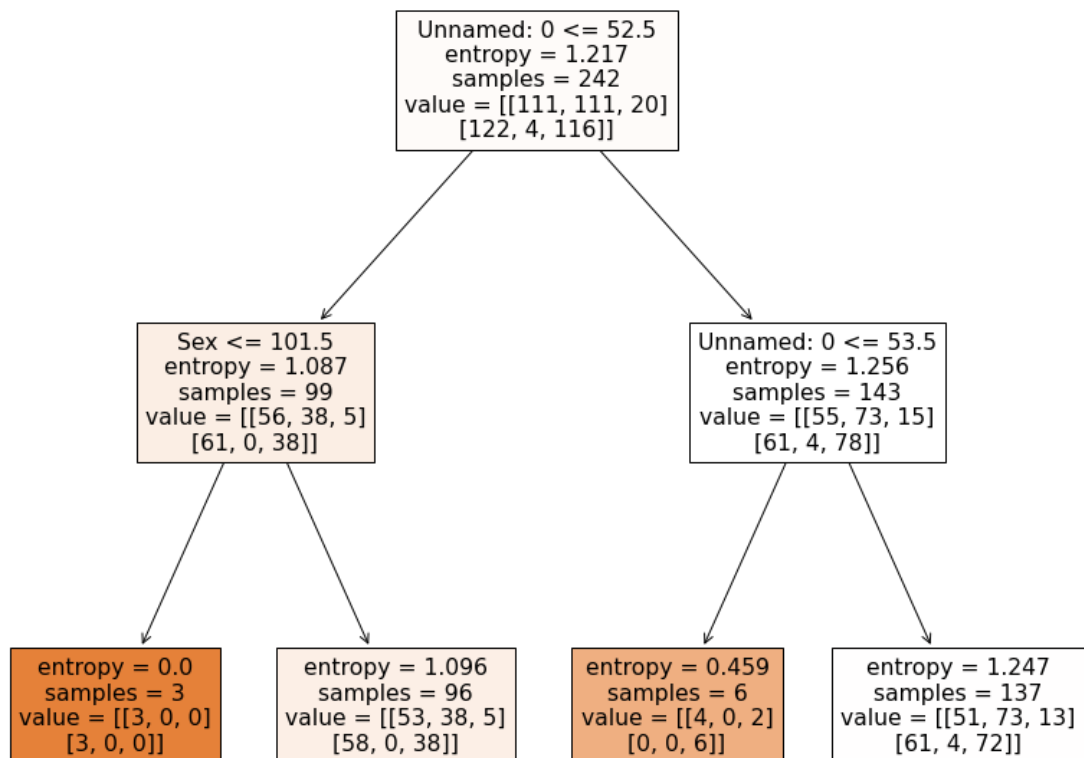 Unnamed: 0 <= 52.5
entropy = 1.217
samples = 242
value = [[111, 111, 20]
[122, 4, 116]]
Sex <= 101.5
entropy = 1.087
samples = 99
value = [[56, 38, 5]
[61, 0, 38]]
Unnamed: 0 <= 53.5
entropy = 1.256
samples = 143
value = [[55, 73, 15]
[61, 4, 78]]
entropy = 0.0
samples = 3
value = [[3, 0, 0]
[3, 0, 0]]
entropy = 1.096
samples = 96
value = [[53, 38, 5]
[58, 0, 38]]
entropy = 0.459
samples = 6
value = [[4, 0, 2]
[0, 0, 6]]
entropy = 1.247
samples = 137
value = [[51, 73, 13]
[61, 4, 72]]